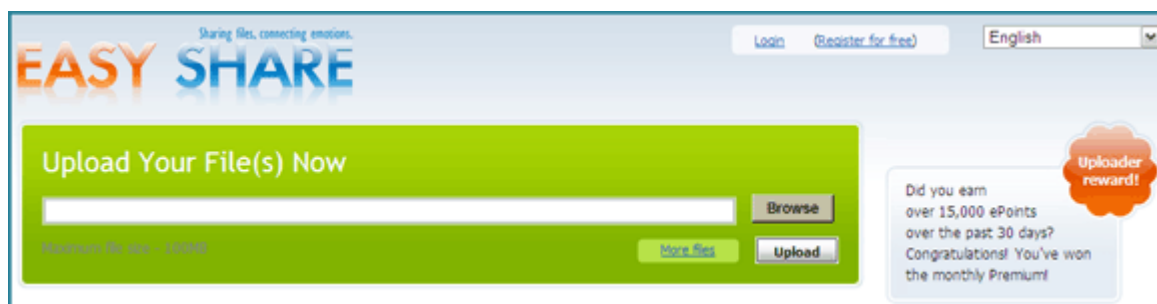 Sharing files, connecting emotions.
EASY SHARE
Login (Register for free)
English
Upload Your File(s) Now
Browse
Maximum file size - 100MB
More files
Upload
Uploader
reward!
Did you earn
over 15,000 ePoints
over the past 30 days?
Congratulations! You've won
the monthly Premium!